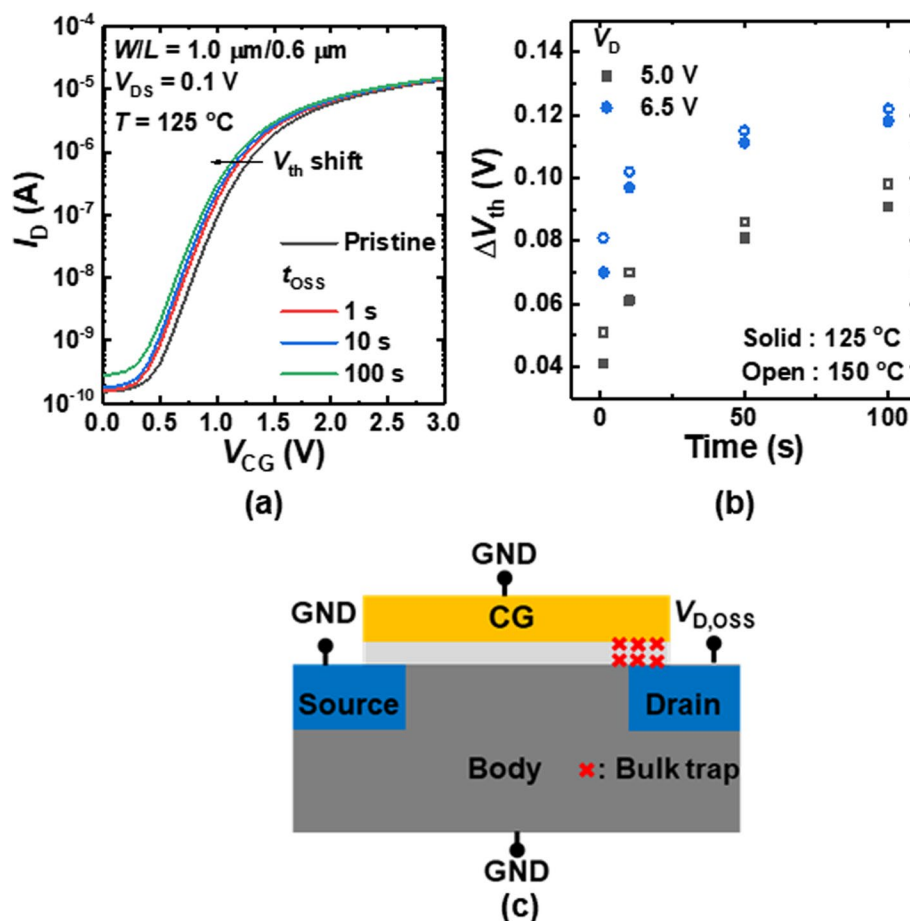 10⁻⁴
10⁻⁵
10⁻⁶
10⁻⁷
10⁻⁸
10⁻⁹
10⁻¹⁰
I_D (A)
W/L = 1.0 µm/0.6 µm
V_DS = 0.1 V
T = 125 °C
V_th shift
Pristine
t_OSS
1 s
10 s
100 s
0.0 0.5 1.0 1.5 2.0 2.5 3.0
V_CG (V)
(a)
0.14
0.12
0.10
0.08
0.06
0.04
ΔV_th (V)
V_D
5.0 V
6.5 V
Solid : 125 °C
Open : 150 °C
0 50 100
Time (s)
(b)
GND
GND
CG
V_D,OSS
Source
Drain
Body
×: Bulk trap
GND
(c)